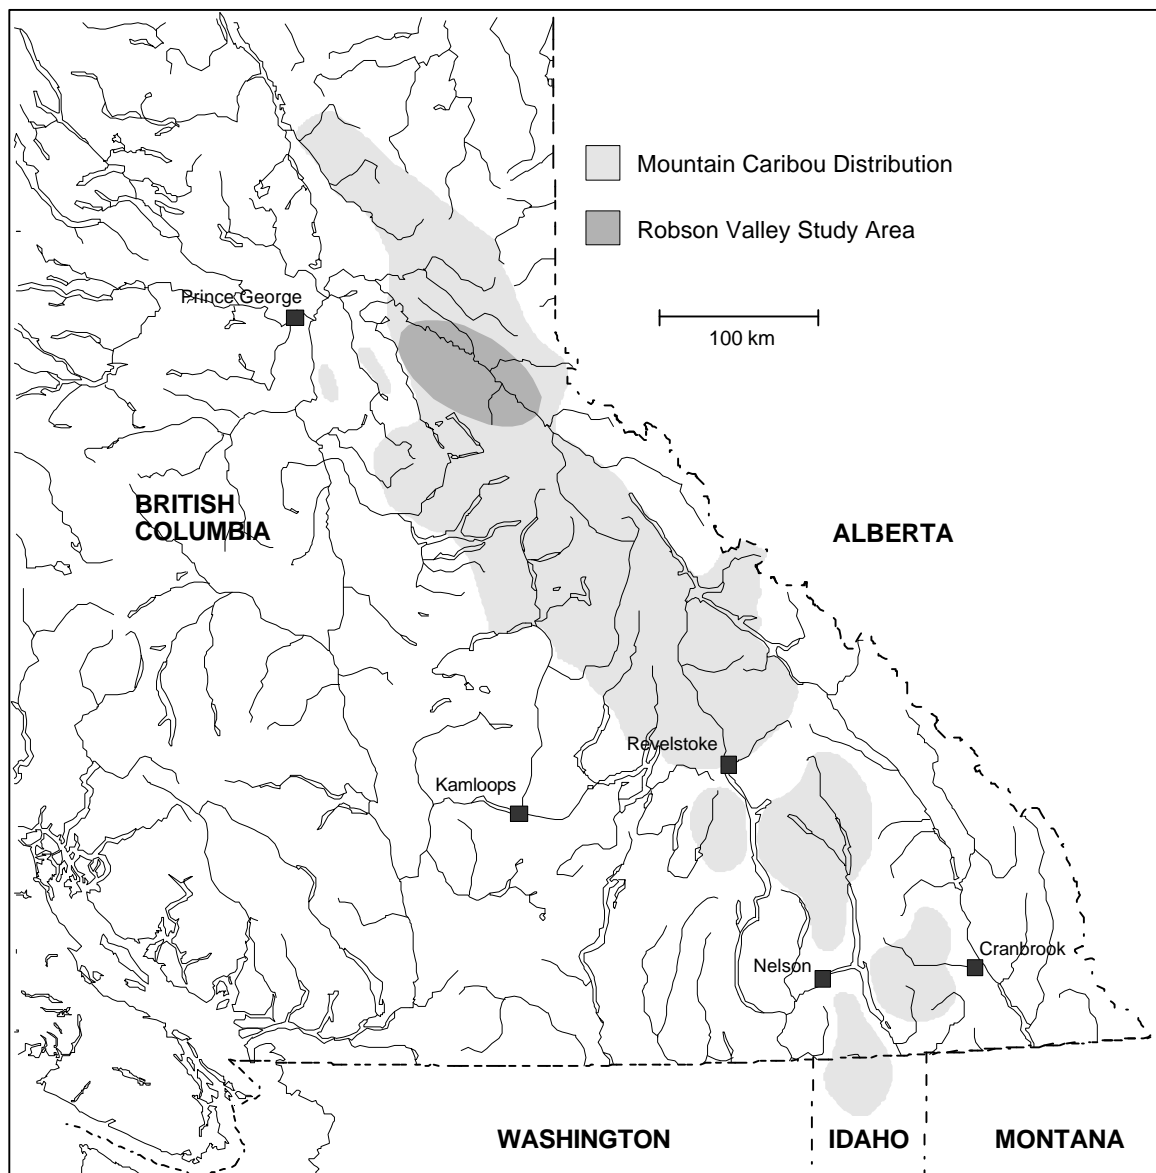 Mountain Caribou Distribution
Robson Valley Study Area
Prince George
100 km
BRITISH
COLUMBIA
ALBERTA
Revelstoke
Kamloops
Cranbrook
Nelson
WASHINGTON
IDAHO
MONTANA